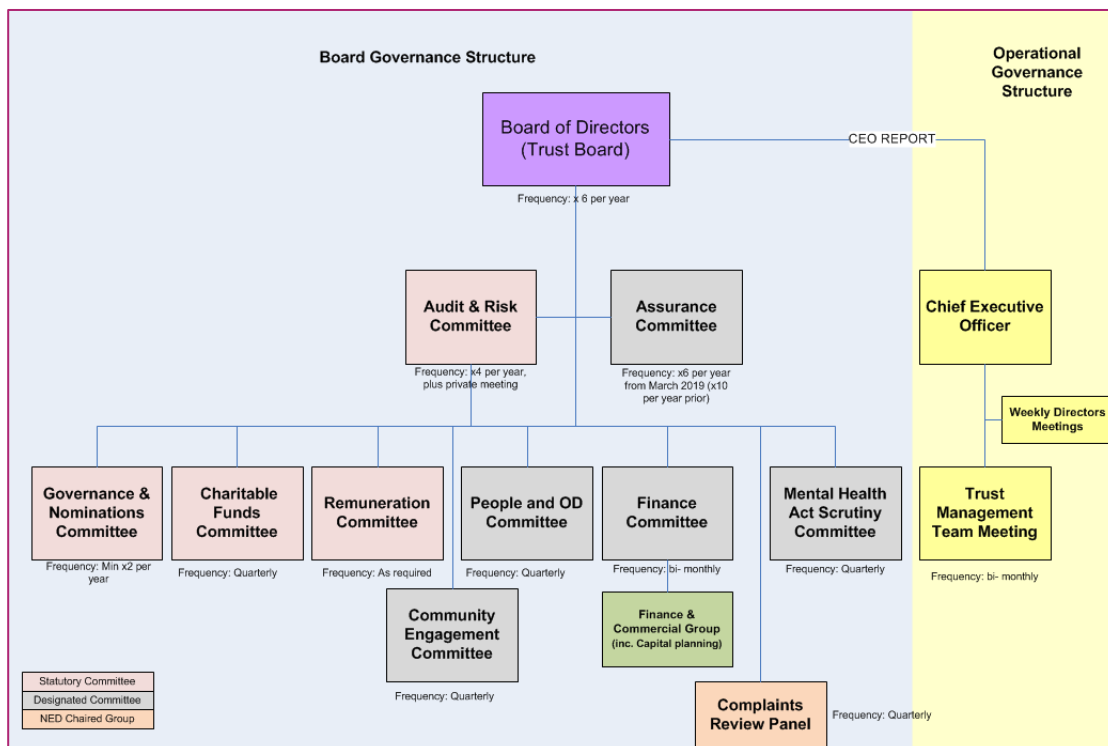 Board Governance Structure
Operational
Governance
Structure
Board of Directors
(Trust Board)
CEO REPORT
Frequency: x 6 per year
Audit & Risk
Committee
Assurance
Committee
Chief Executive
Officer
Frequency: x4 per year,
plus private meeting
Frequency: x6 per year
from March 2019 (x10
per year prior)
Weekly Directors
Meetings
Governance &
Nominations
Committee
Charitable
Funds
Committee
Remuneration
Committee
People and OD
Committee
Finance
Committee
Mental Health
Act Scrutiny
Committee
Trust
Management
Team Meeting
Frequency: Min x2 per
year
Frequency: Quarterly
Frequency: As required
Frequency: Quarterly
Frequency: bi- monthly
Frequency: Quarterly
Frequency: bi- monthly
Community
Engagement
Committee
Finance &
Commercial Group
(inc. Capital planning)
Frequency: Quarterly
Statutory Committee
Designated Committee
NED Chaired Group
Complaints
Review Panel
Frequency: Quarterly